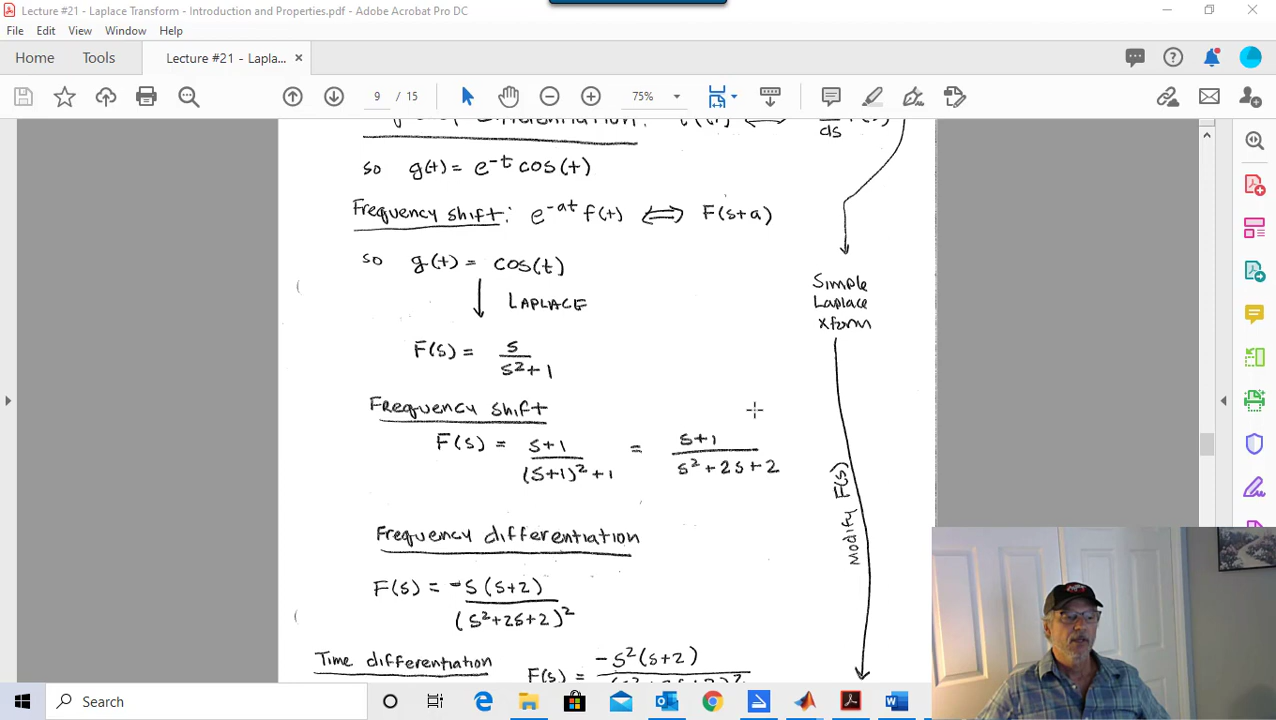 Lecture #21 - Laplace Transform - Introduction and Properties.pdf - Adobe Acrobat Pro DC
File Edit View Window Help
Home Tools Lecture #21 - Lapla... ×
9 / 15 75%
differentiation:
ds
so g(t) = e^-t cos(t)
Frequency shift: e^-at f(t) ⟺ F(s+a)
so g(t) = cos(t)
↓ LAPLACE
Simple
Laplace
xform
F(s) = s / s²+1
Frequency shift
F(s) = s+1 / (s+1)²+1 = s+1 / s²+2s+2
modify F(s)
Frequency differentiation
F(s) = -s(s+2) / (s²+2s+2)²
Time differentiation F(s) = -s²(s+2)
Search